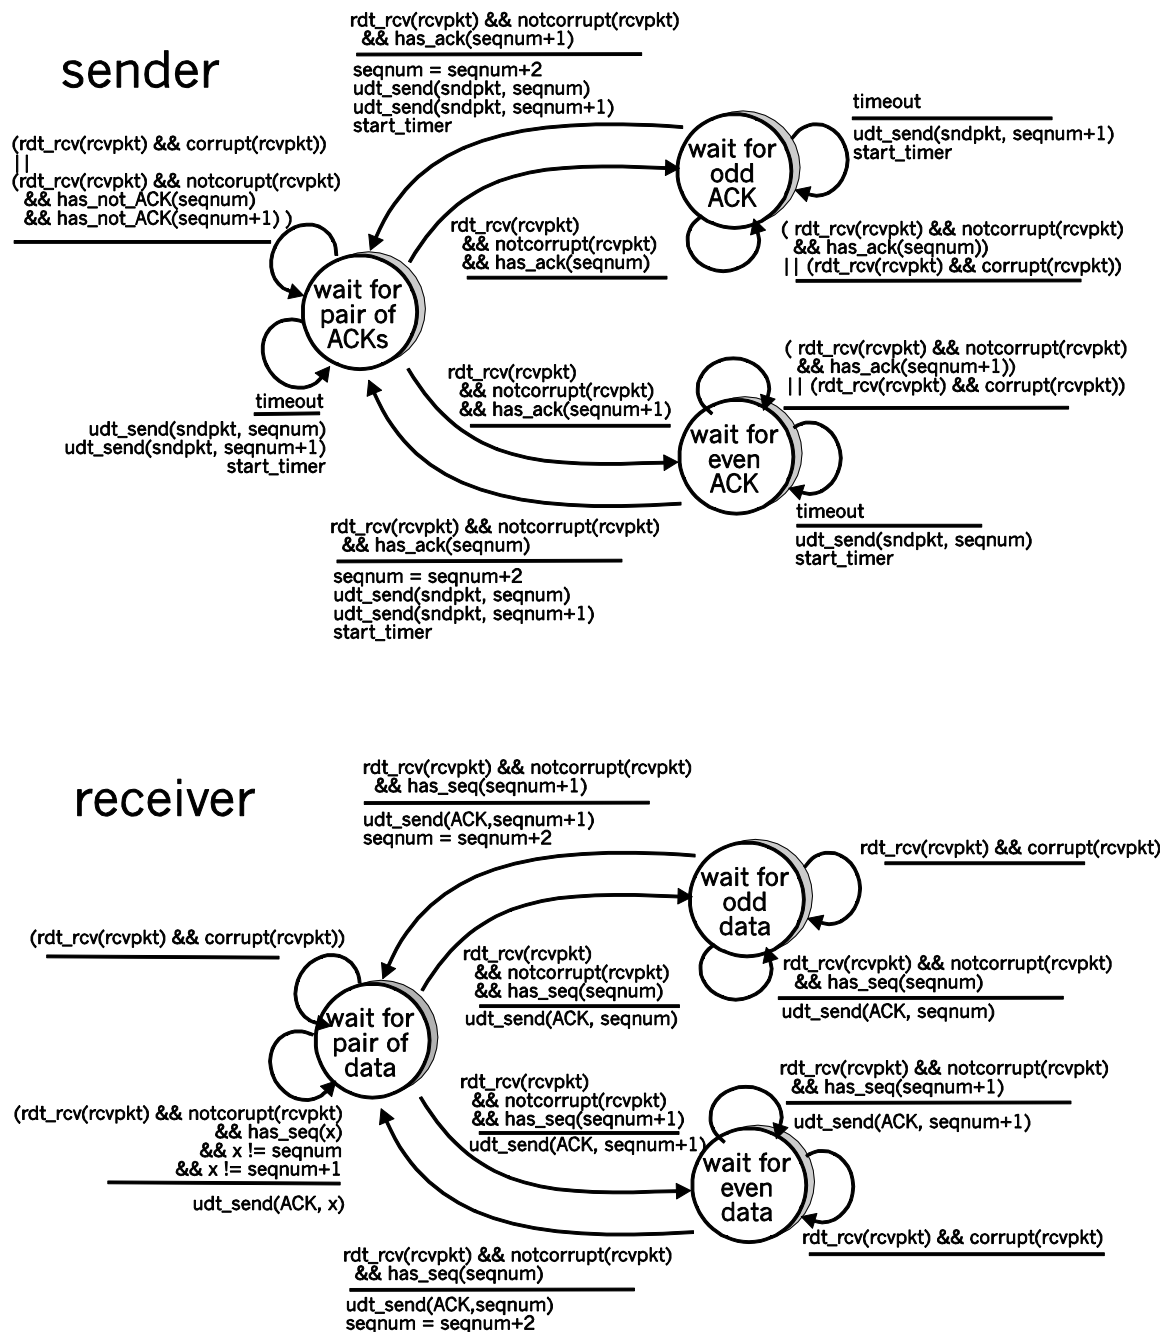 sender
rdt_rcv(rcvpkt) && notcorrupt(rcvpkt)
&& has_ack(seqnum+1)
seqnum = seqnum+2
udt_send(sndpkt, seqnum)
udt_send(sndpkt, seqnum+1)
start_timer
(rdt_rcv(rcvpkt) && corrupt(rcvpkt))
||
(rdt_rcv(rcvpkt) && notcorupt(rcvpkt)
&& has_not_ACK(seqnum)
&& has_not_ACK(seqnum+1) )
wait for
odd
ACK
timeout
udt_send(sndpkt, seqnum+1)
start_timer
rdt_rcv(rcvpkt)
&& notcorrupt(rcvpkt)
&& has_ack(seqnum)
( rdt_rcv(rcvpkt) && notcorrupt(rcvpkt)
&& has_ack(seqnum))
|| (rdt_rcv(rcvpkt) && corrupt(rcvpkt))
wait for
pair of
ACKs
timeout
udt_send(sndpkt, seqnum)
udt_send(sndpkt, seqnum+1)
start_timer
rdt_rcv(rcvpkt)
&& notcorrupt(rcvpkt)
&& has_ack(seqnum+1)
( rdt_rcv(rcvpkt) && notcorrupt(rcvpkt)
&& has_ack(seqnum+1))
|| (rdt_rcv(rcvpkt) && corrupt(rcvpkt))
wait for
even
ACK
timeout
udt_send(sndpkt, seqnum)
start_timer
rdt_rcv(rcvpkt) && notcorrupt(rcvpkt)
&& has_ack(seqnum)
seqnum = seqnum+2
udt_send(sndpkt, seqnum)
udt_send(sndpkt, seqnum+1)
start_timer
receiver
rdt_rcv(rcvpkt) && notcorrupt(rcvpkt)
&& has_seq(seqnum+1)
udt_send(ACK,seqnum+1)
seqnum = seqnum+2
wait for
odd
data
rdt_rcv(rcvpkt) && corrupt(rcvpkt)
(rdt_rcv(rcvpkt) && corrupt(rcvpkt))
rdt_rcv(rcvpkt)
&& notcorrupt(rcvpkt)
&& has_seq(seqnum)
udt_send(ACK, seqnum)
rdt_rcv(rcvpkt) && notcorrupt(rcvpkt)
&& has_seq(seqnum)
udt_send(ACK, seqnum)
wait for
pair of
data
(rdt_rcv(rcvpkt) && notcorupt(rcvpkt)
&& has_seq(x)
&& x != seqnum
&& x != seqnum+1
udt_send(ACK, x)
rdt_rcv(rcvpkt)
&& notcorrupt(rcvpkt)
&& has_seq(seqnum+1)
udt_send(ACK, seqnum+1)
rdt_rcv(rcvpkt) && notcorrupt(rcvpkt)
&& has_seq(seqnum+1)
udt_send(ACK, seqnum+1)
wait for
even
data
rdt_rcv(rcvpkt) && corrupt(rcvpkt)
rdt_rcv(rcvpkt) && notcorrupt(rcvpkt)
&& has_seq(seqnum)
udt_send(ACK,seqnum)
seqnum = seqnum+2